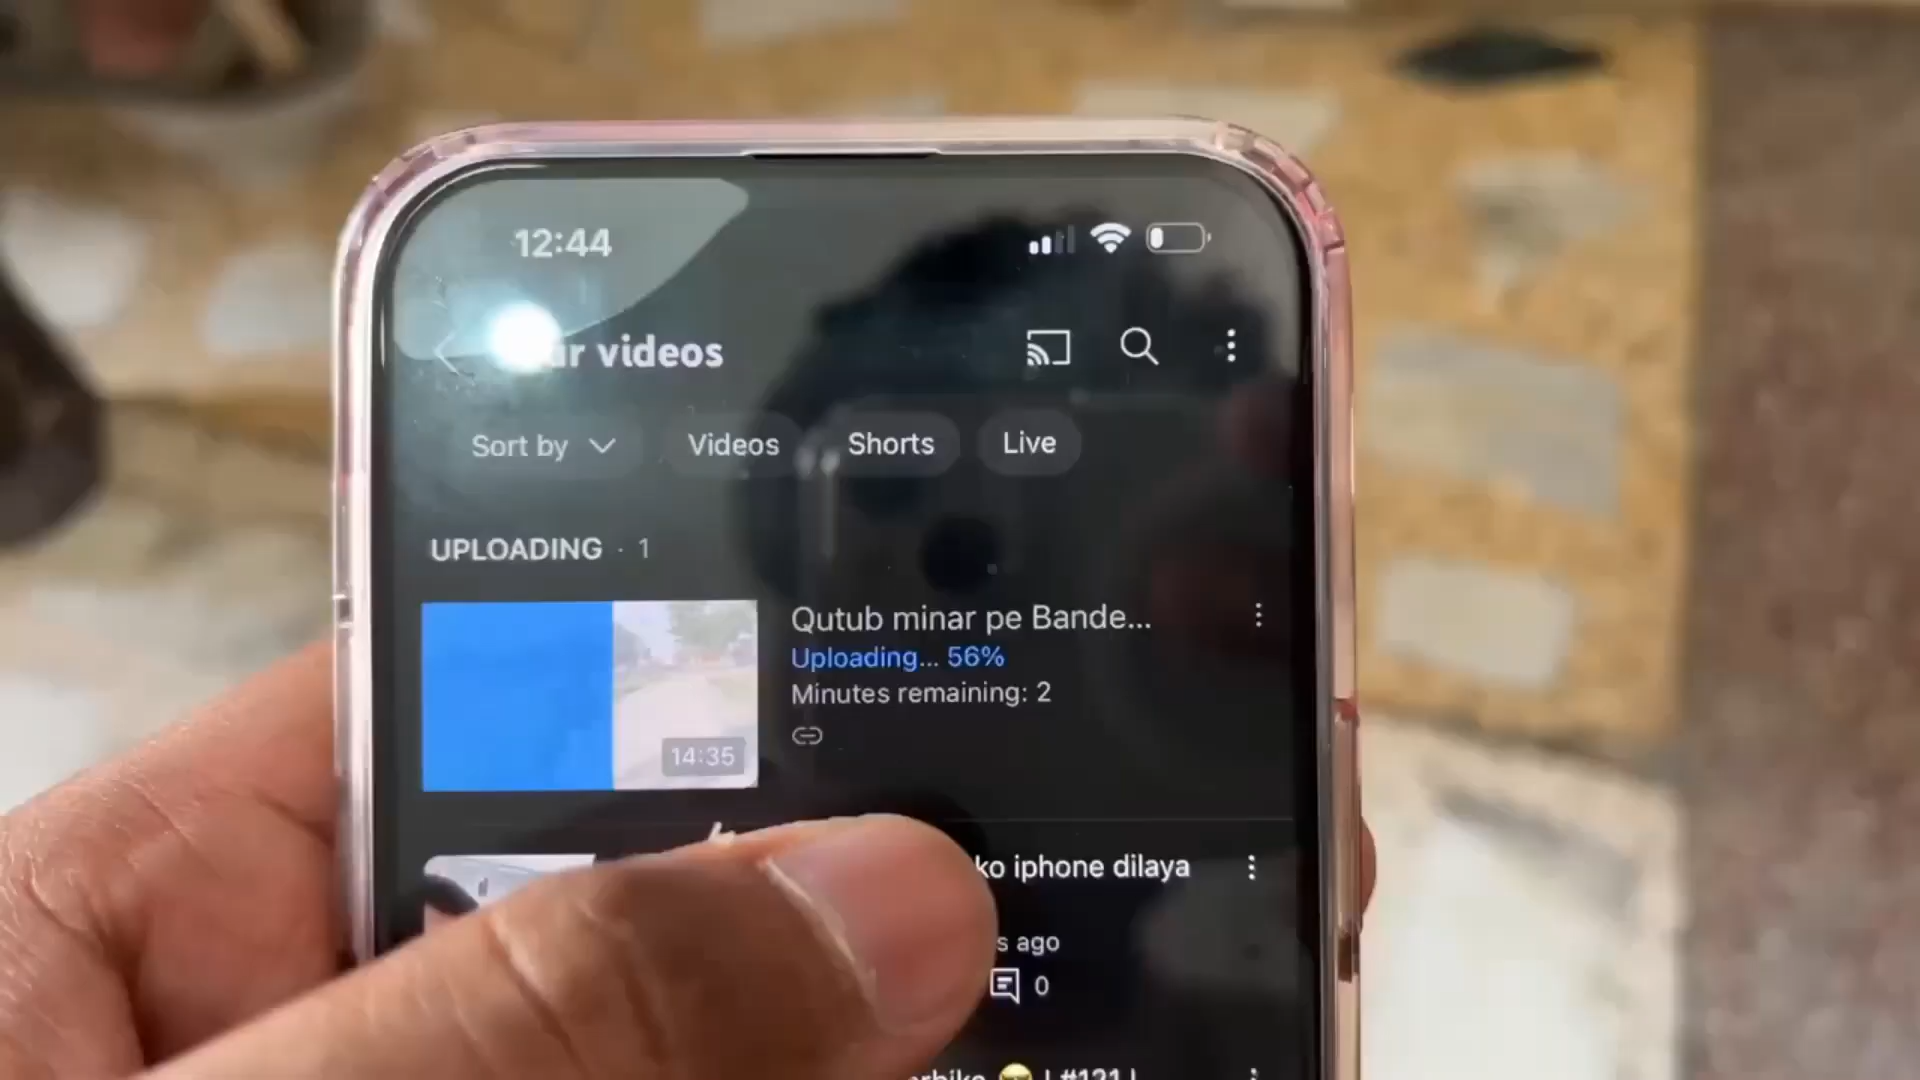 12:44
videos
Sort by
Videos
Shorts
Live
UPLOADING · 1
Qutub minar pe Bande...
Uploading... 56%
Minutes remaining: 2
14:35
ko iphone dilaya
ago
0
#121